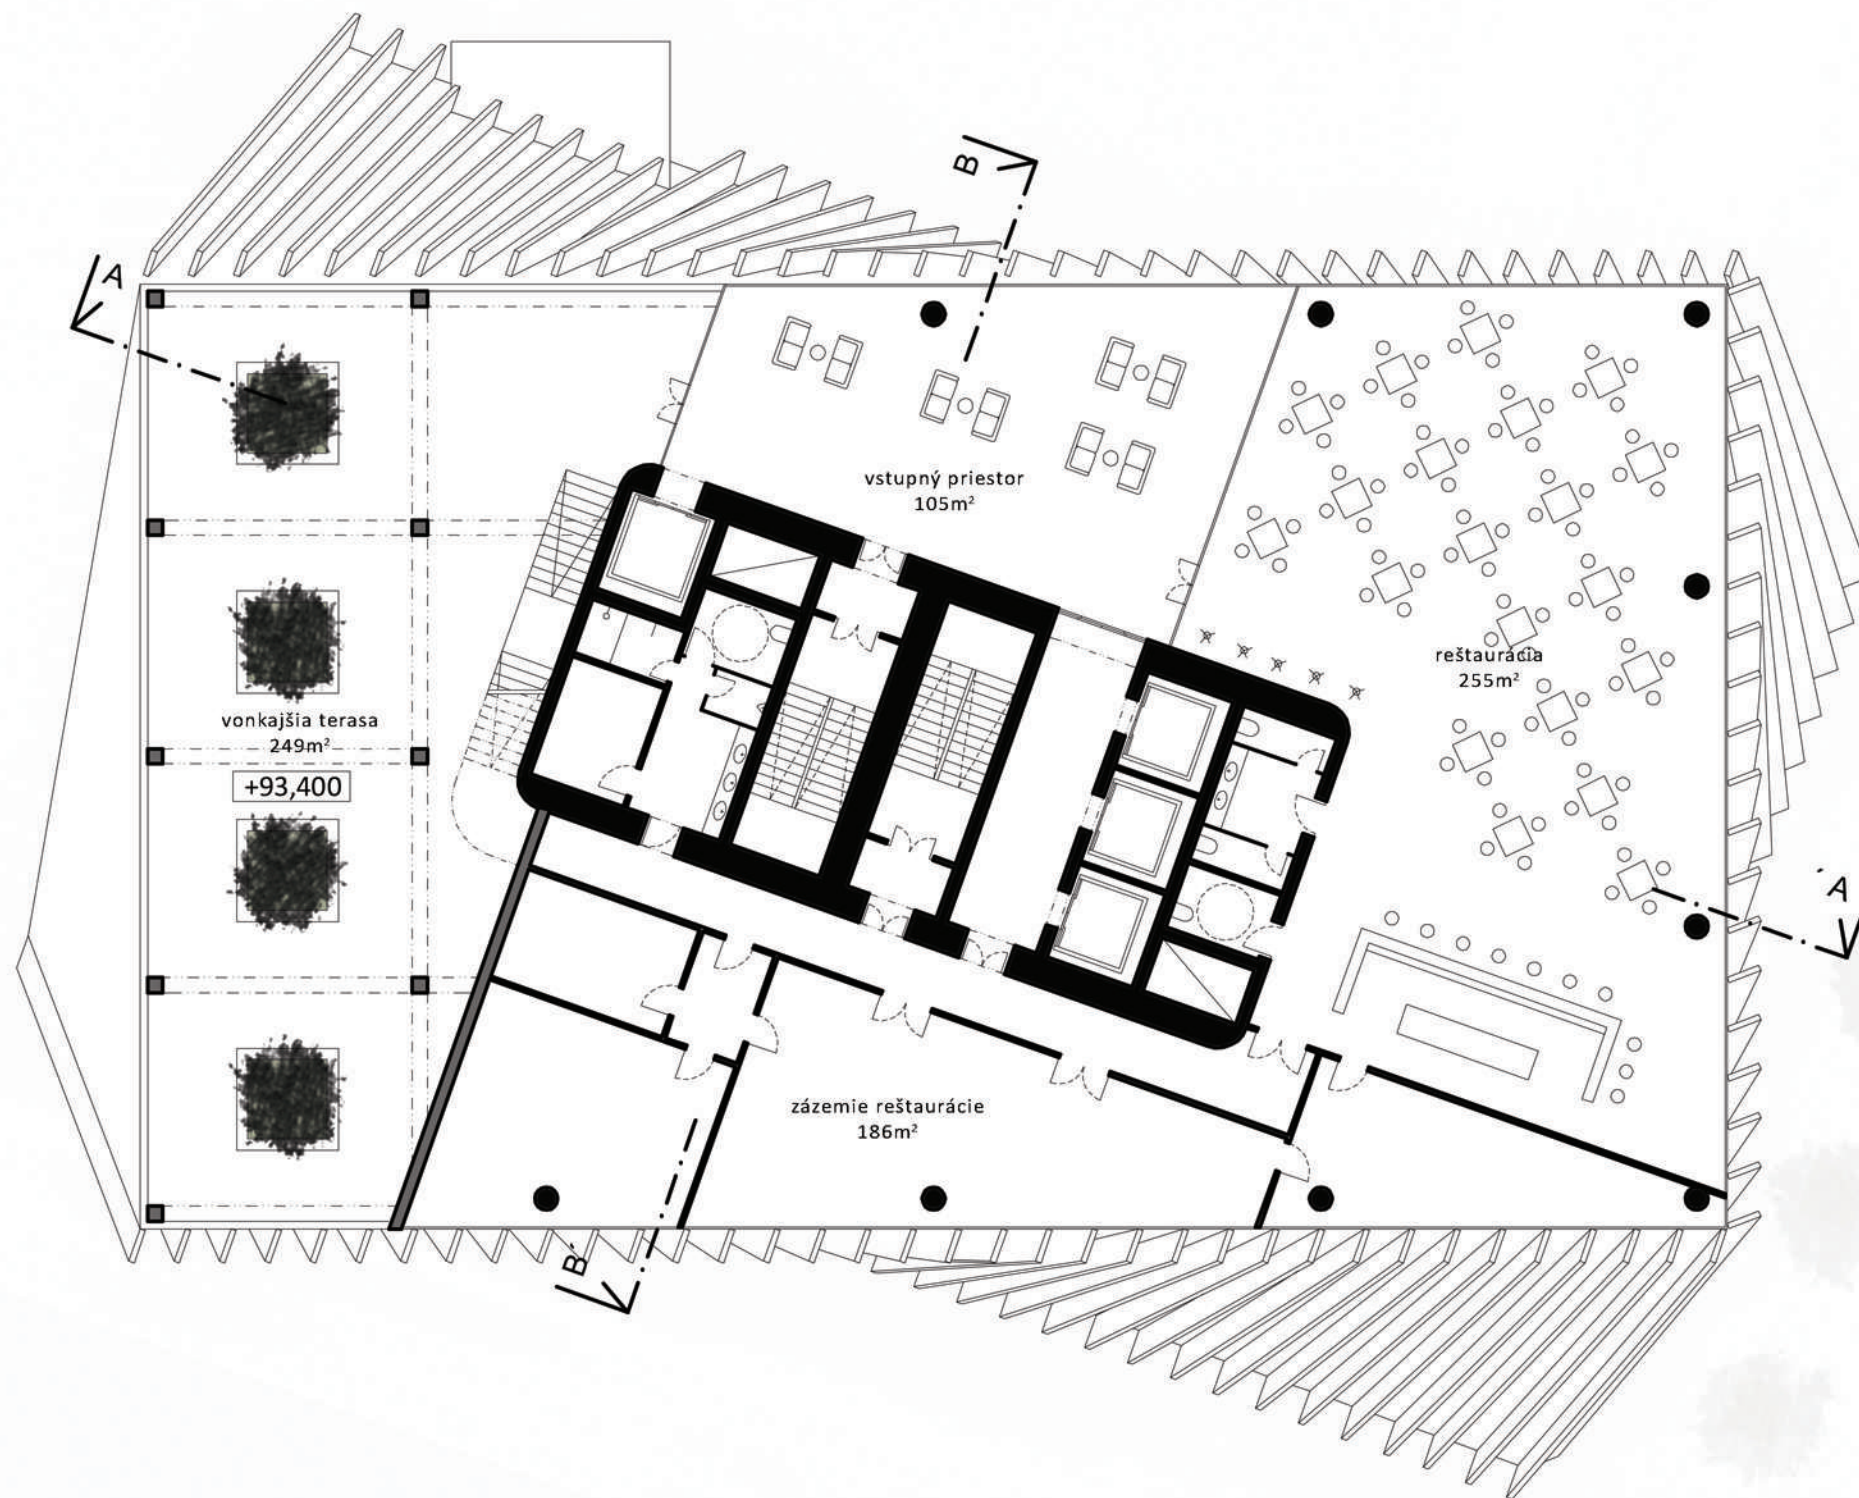 B
A
vstupný priestor
105m²
reštaurácia
255m²
vonkajšia terasa
249m²
+93,400
´A
zázemie reštaurácie
186m²
B´